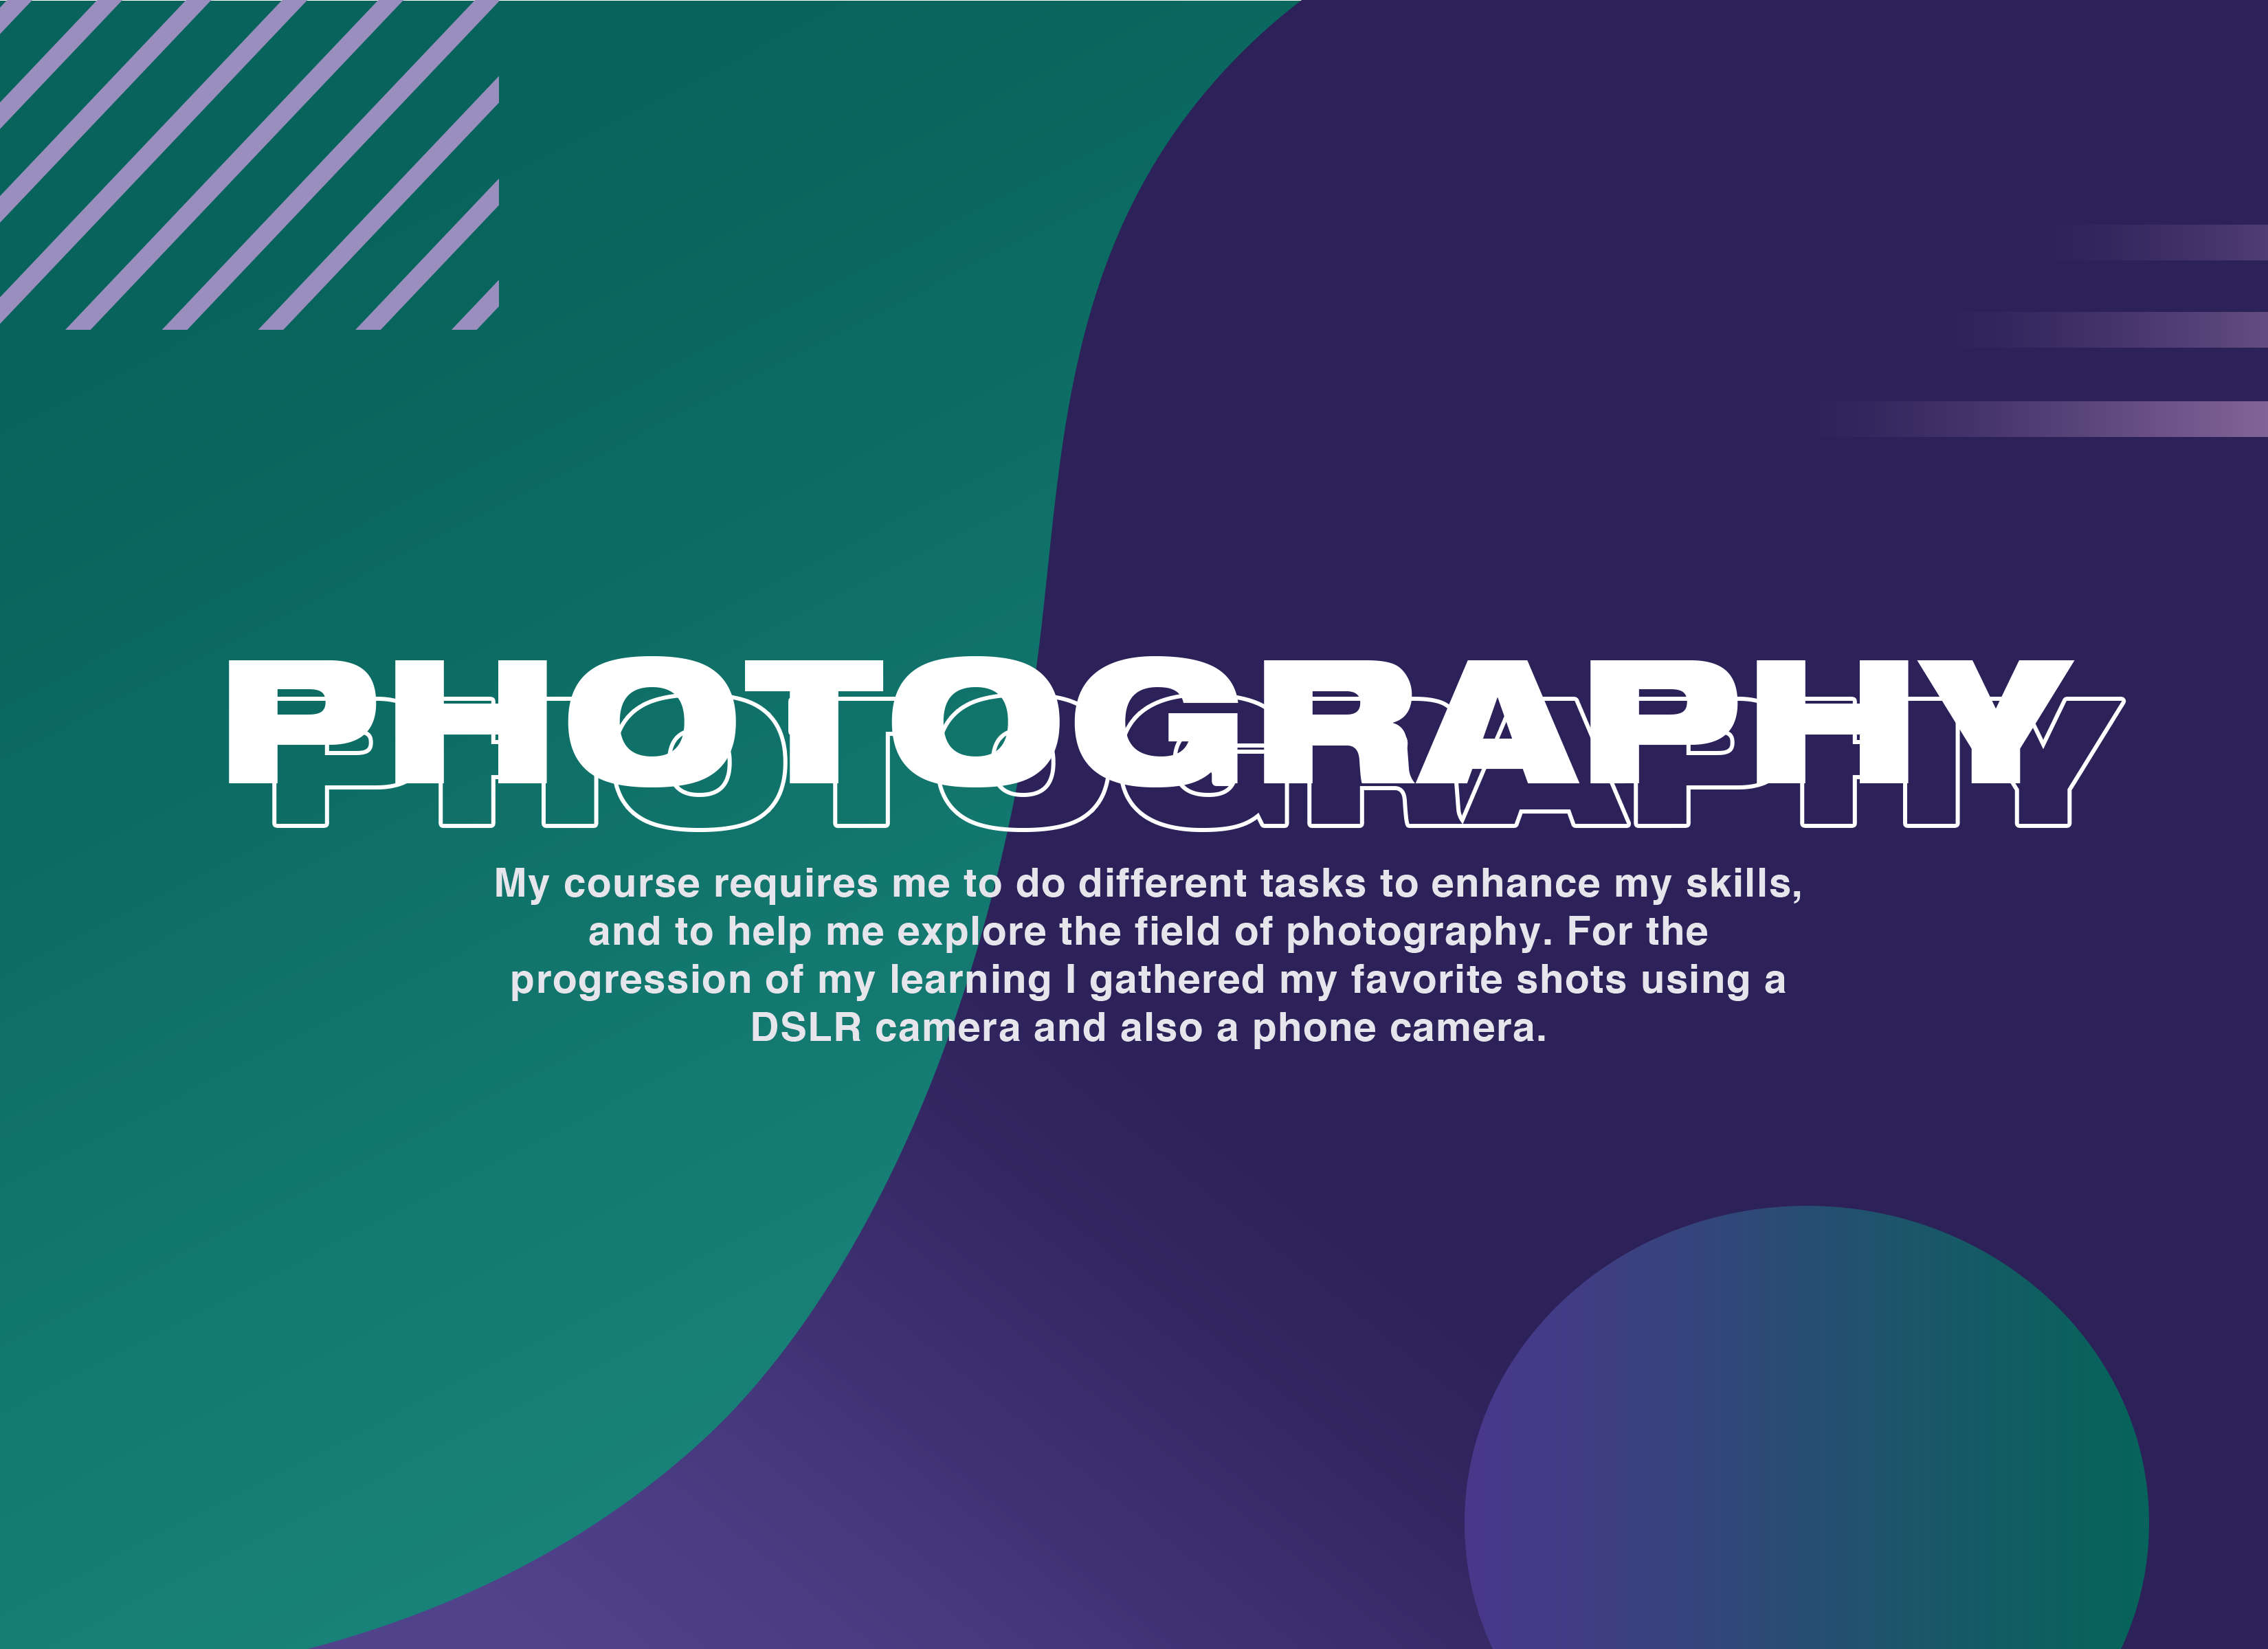 PHOTOGRAPHY
My course requires me to do different tasks to enhance my skills,
and to help me explore the field of photography. For the
progression of my learning I gathered my favorite shots using a
DSLR camera and also a phone camera.